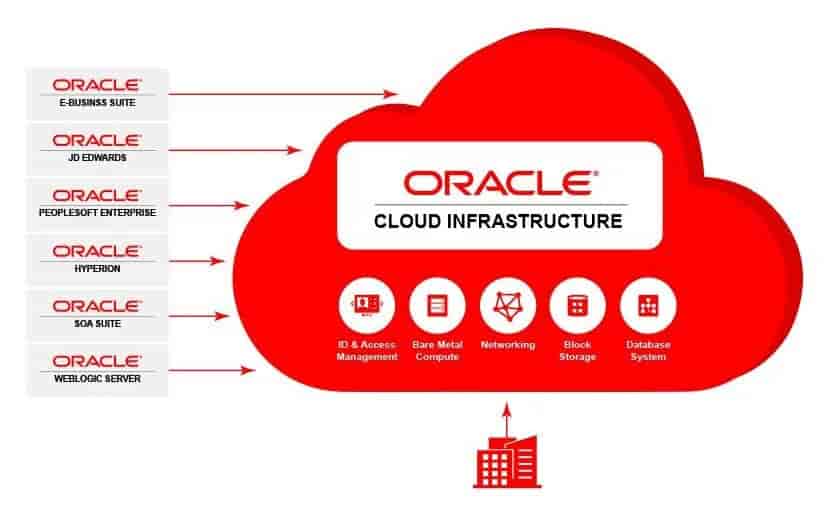 ORACLE®
E-BUSINSS SUITE
ORACLE®
JD EDWARDS
ORACLE®
PEOPLESOFT ENTERPRISE
ORACLE®
HYPERION
ORACLE®
SOA SUITE
ORACLE®
WEBLOGIC SERVER
ORACLE®
CLOUD INFRASTRUCTURE
ID & Access
Management
Bare Metal
Compute
Networking
Block
Storage
Database
System